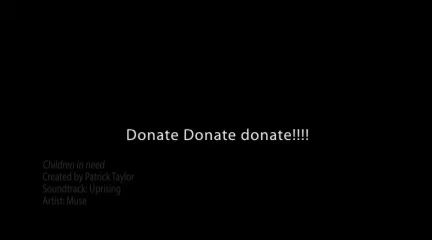 Donate Donate donate!!!!
Children in need
Created by Patrick Taylor
Soundtrack: Uprising
Artist: Muse